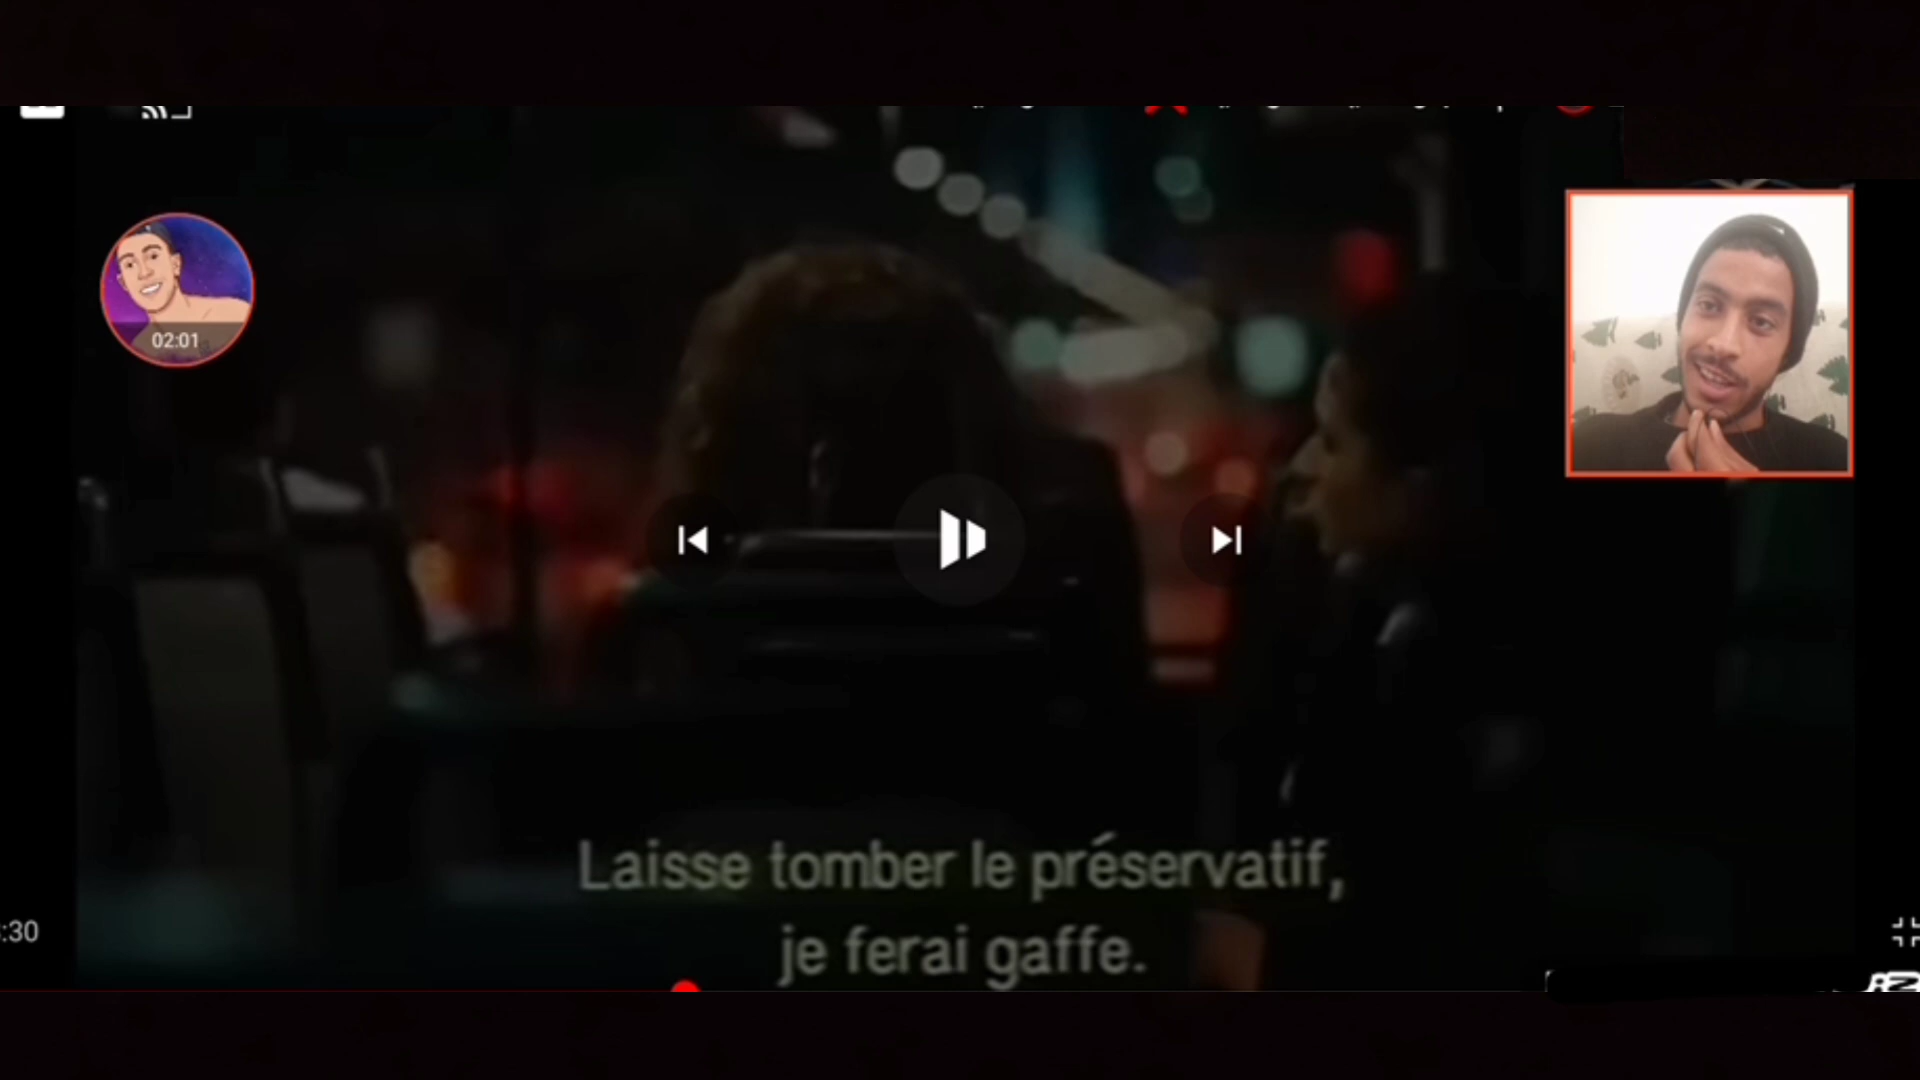 02:01
Laisse tomber le préservatif,
je ferai gaffe.
:30